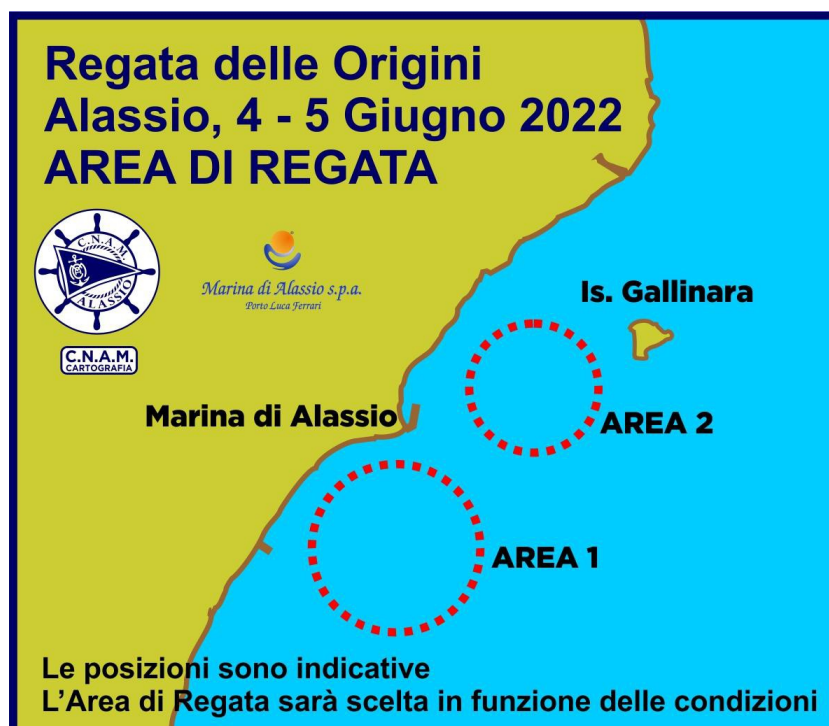 Regata delle Origini
Alassio, 4 - 5 Giugno 2022
AREA DI REGATA
C.N.A.M.
ALASSIO
Marina di Alassio s.p.a.
Porto Luca Ferrari
C.N.A.M.
CARTOGRAFIA
Is. Gallinara
Marina di Alassio
AREA 2
AREA 1
Le posizioni sono indicative
L'Area di Regata sarà scelta in funzione delle condizioni